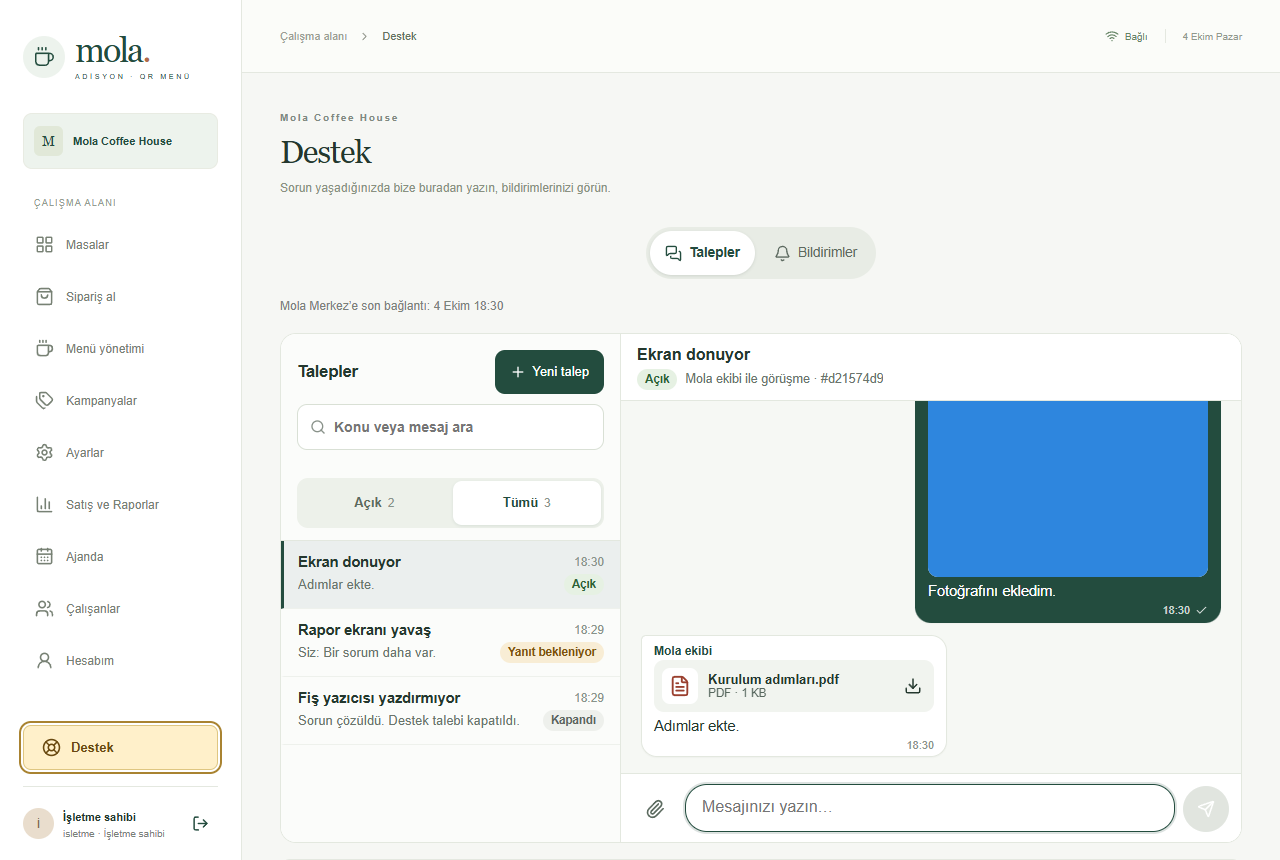 mola.
ADİSYON · QR MENÜ
M
Mola Coffee House
ÇALIŞMA ALANI
Masalar
Sipariş al
Menü yönetimi
Kampanyalar
Ayarlar
Satış ve Raporlar
Ajanda
Çalışanlar
Hesabım
Destek
i
İşletme sahibi
isletme · İşletme sahibi
Çalışma alanı
Destek
Bağlı
4 Ekim Pazar
Mola Coffee House
Destek
Sorun yaşadığınızda bize buradan yazın, bildirimlerinizi görün.
Talepler
Bildirimler
Mola Merkez'e son bağlantı: 4 Ekim 18:30
Talepler
Yeni talep
Konu veya mesaj ara
Açık 2
Tümü 3
Ekran donuyor 18:30
Adımlar ekte. Açık
Rapor ekranı yavaş 18:29
Siz: Bir sorum daha var. Yanıt bekleniyor
Fiş yazıcısı yazdırmıyor 18:29
Sorun çözüldü. Destek talebi kapatıldı. Kapandı
Ekran donuyor
Açık Mola ekibi ile görüşme · #d21574d9
Fotoğrafını ekledim.
18:30
Mola ekibi
Kurulum adımları.pdf
PDF · 1 KB
Adımlar ekte.
18:30
Mesajınızı yazın...